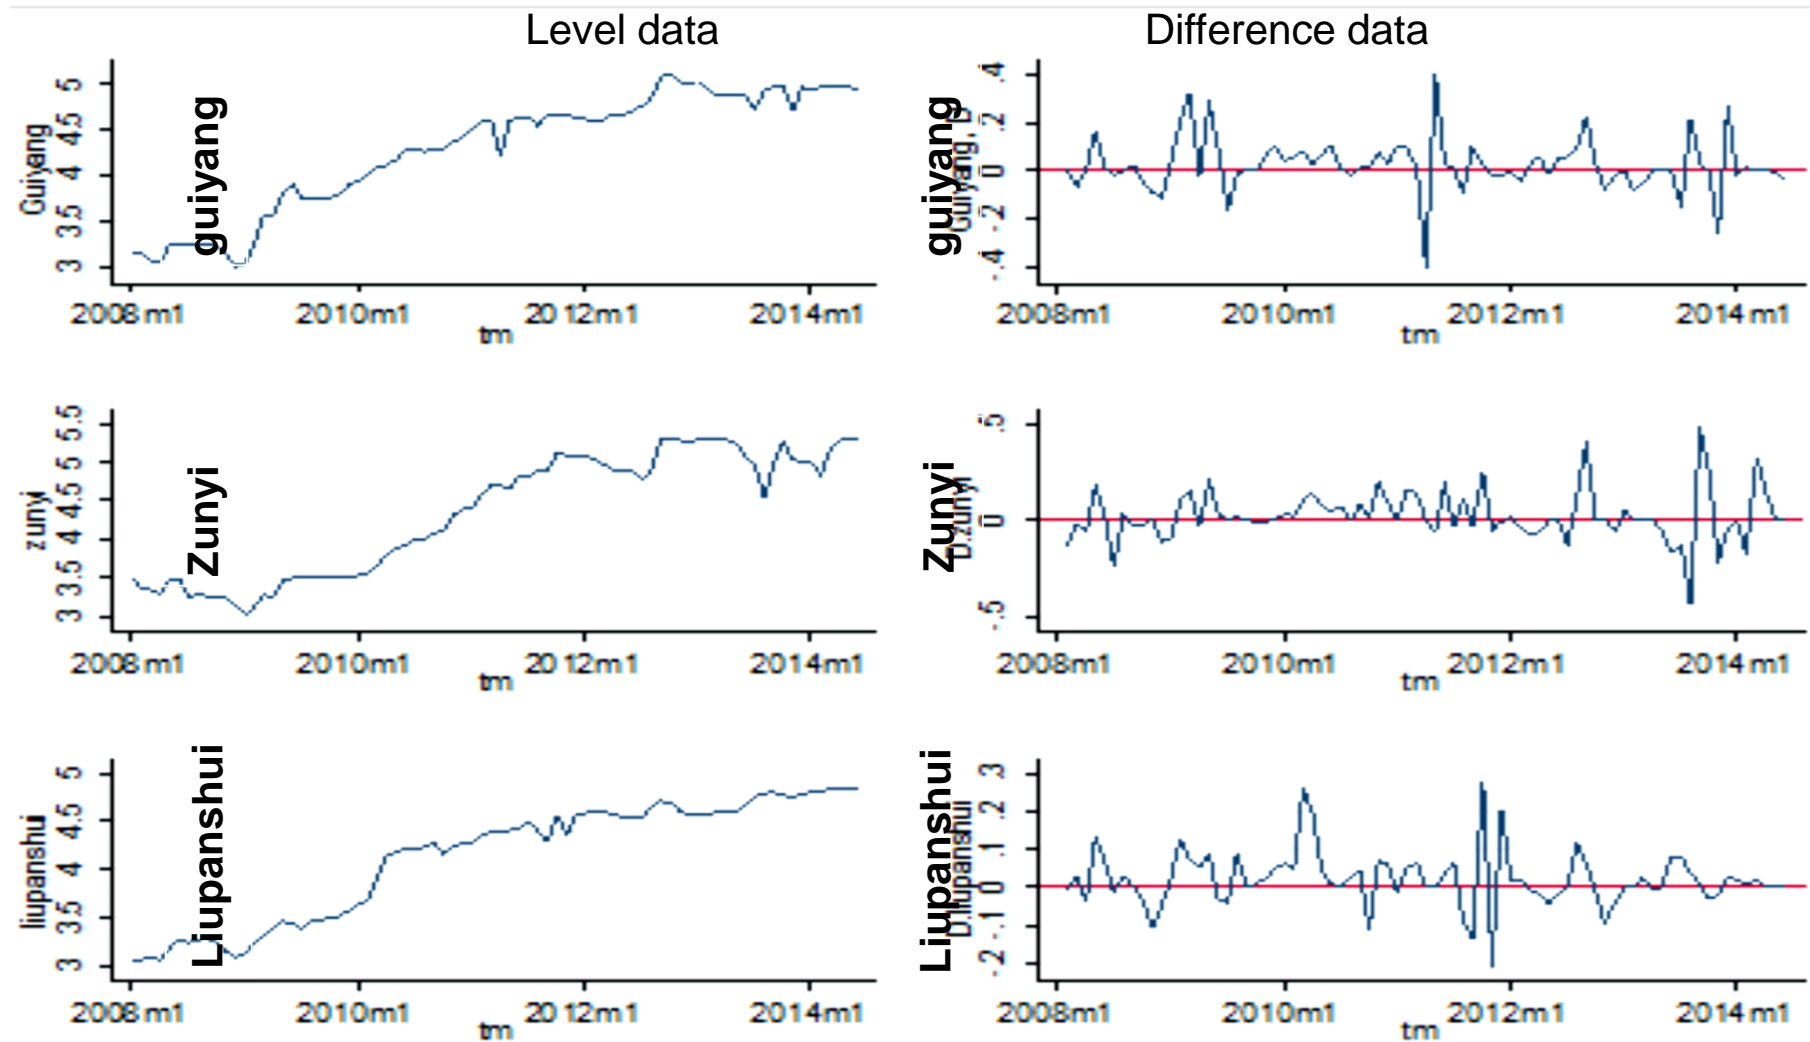 Level data
Difference data
Guiyang
guiyang
5
4.5
4
3.5
3
2008m1 2010m1 2012m1 2014m1
tm
guiyang
.4
.2
0
-.2
-.4
2008m1 2010m1 2012m1 2014m1
tm
zunyi
Zunyi
5.5
5
4.5
4
3.5
3
2008m1 2010m1 2012m1 2014m1
tm
Zunyi
D.zunyi
.5
0
-.5
2008m1 2010m1 2012m1 2014m1
tm
liupanshui
Liupanshui
5
4.5
4
3.5
3
2008m1 2010m1 2012m1 2014m1
tm
Liupanshui
D.liupanshui
.3
.2
.1
0
-.1
-.2
2008m1 2010m1 2012m1 2014m1
tm